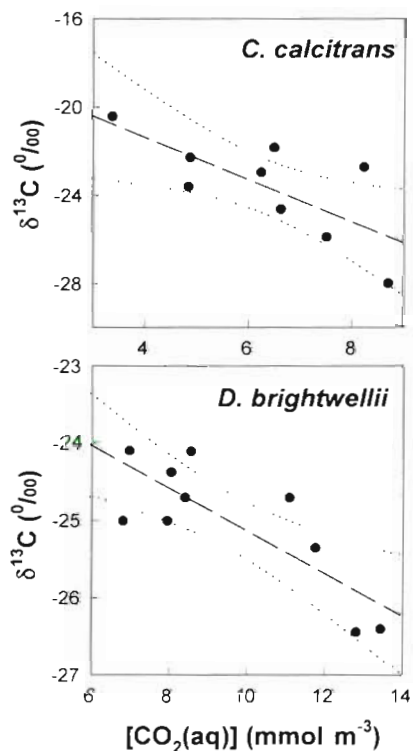 C. calcitrans
-16
-20
-24
-28
δ¹³C (⁰/₀₀)
4 6 8
D. brightwellii
-23
-24
-25
-26
-27
δ¹³C (⁰/₀₀)
6 8 10 12 14
[CO₂(aq)] (mmol m⁻³)